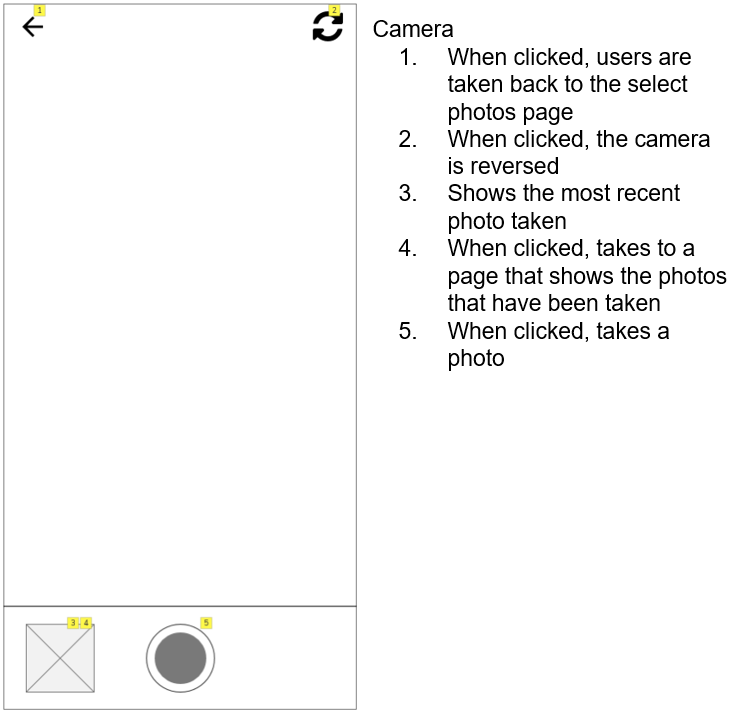 1
2
Camera
1. When clicked, users are
taken back to the select
photos page
2. When clicked, the camera
is reversed
3. Shows the most recent
photo taken
4. When clicked, takes to a
page that shows the photos
that have been taken
5. When clicked, takes a
photo
3 4
5